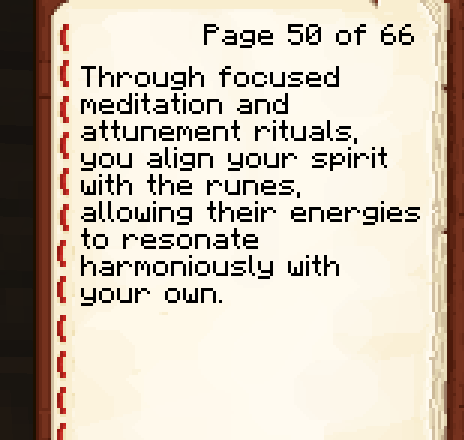 Page 50 of 66
Through focused
meditation and
attunement rituals,
you align your spirit
with the runes,
allowing their energies
to resonate
harmoniously with
your own.